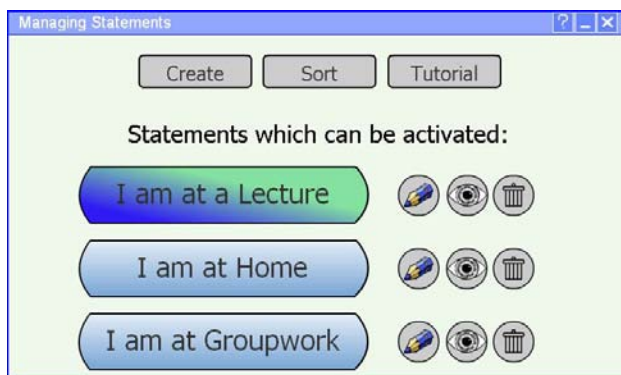 Managing Statements
Create Sort Tutorial
Statements which can be activated:
I am at a Lecture
I am at Home
I am at Groupwork